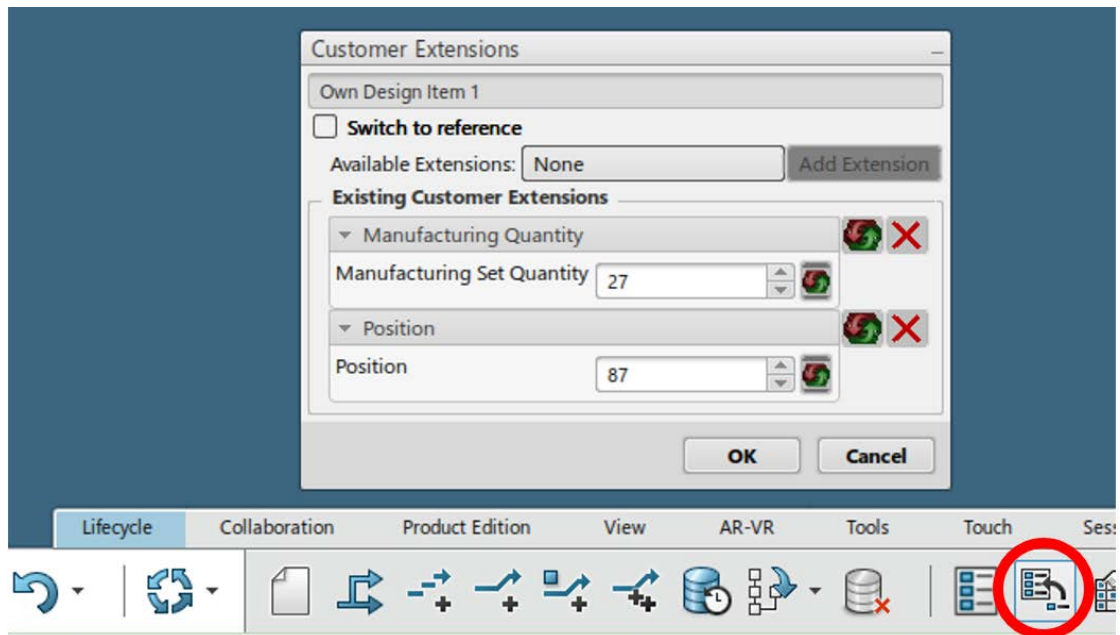 Customer Extensions
Own Design Item 1
Switch to reference
Available Extensions: None Add Extension
Existing Customer Extensions
Manufacturing Quantity
Manufacturing Set Quantity 27
Position
Position 87
OK Cancel
Lifecycle Collaboration Product Edition View AR-VR Tools Touch